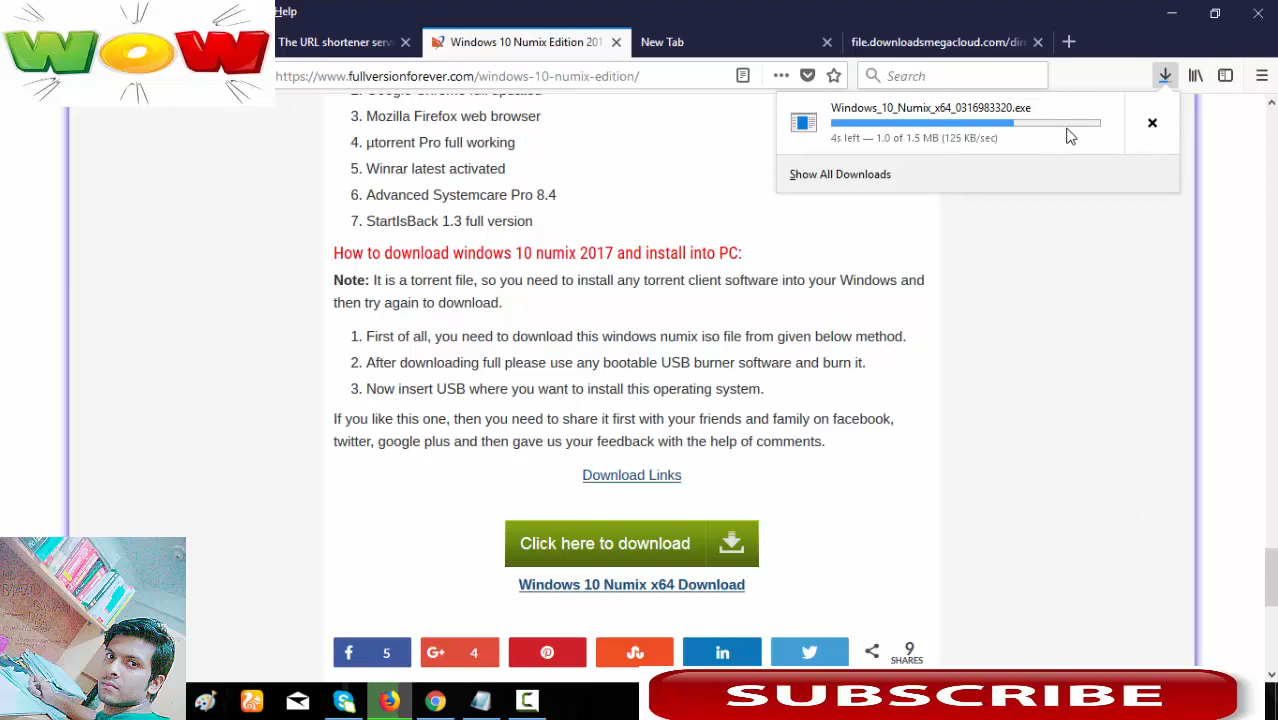 Help
WOW
The URL shortener serv
Windows 10 Numix Edition 201
New Tab
file.downloadsmegacloud.com/dir
https://www.fullversionforever.com/windows-10-numix-edition/
Search
Windows_10_Numix_x64_0316983320.exe
4s left — 1.0 of 1.5 MB (125 KB/sec)
Show All Downloads
2. Google Chrome full updated
3. Mozilla Firefox web browser
4. µtorrent Pro full working
5. Winrar latest activated
6. Advanced Systemcare Pro 8.4
7. StartIsBack 1.3 full version
How to download windows 10 numix 2017 and install into PC:
Note: It is a torrent file, so you need to install any torrent client software into your Windows and
then try again to download.
1. First of all, you need to download this windows numix iso file from given below method.
2. After downloading full please use any bootable USB burner software and burn it.
3. Now insert USB where you want to install this operating system.
If you like this one, then you need to share it first with your friends and family on facebook,
twitter, google plus and then gave us your feedback with the help of comments.
Download Links
Click here to download
Windows 10 Numix x64 Download
5
G+ 4
9
SHARES
SUBSCRIBE